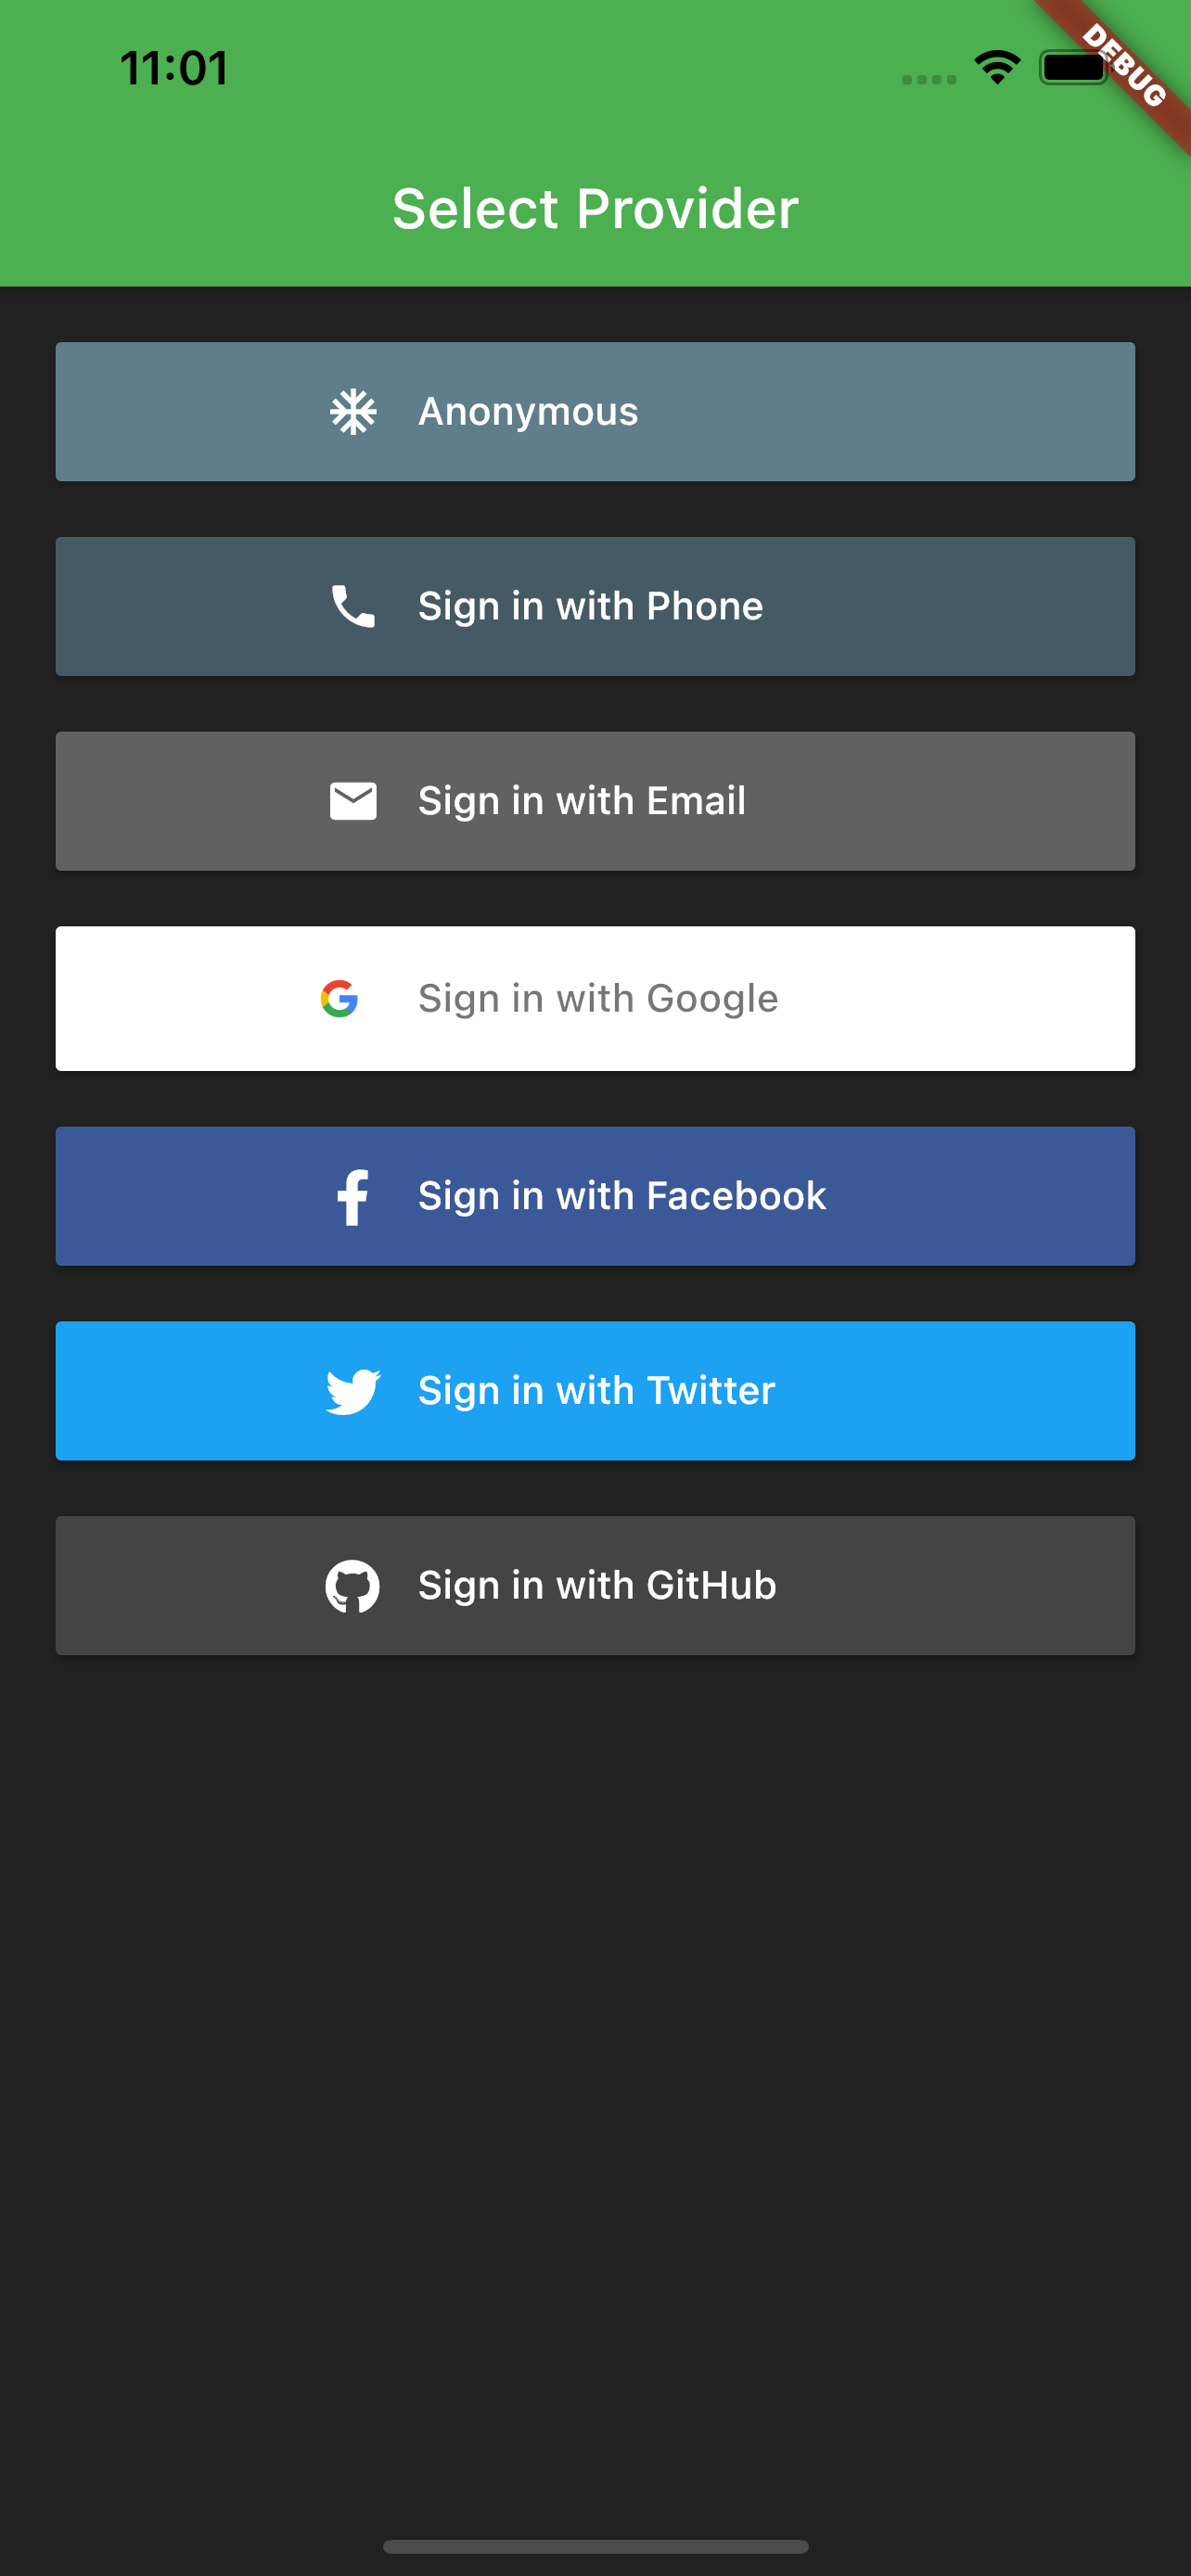 11:01
DEBUG
Select Provider
Anonymous
Sign in with Phone
Sign in with Email
Sign in with Google
Sign in with Facebook
Sign in with Twitter
Sign in with GitHub